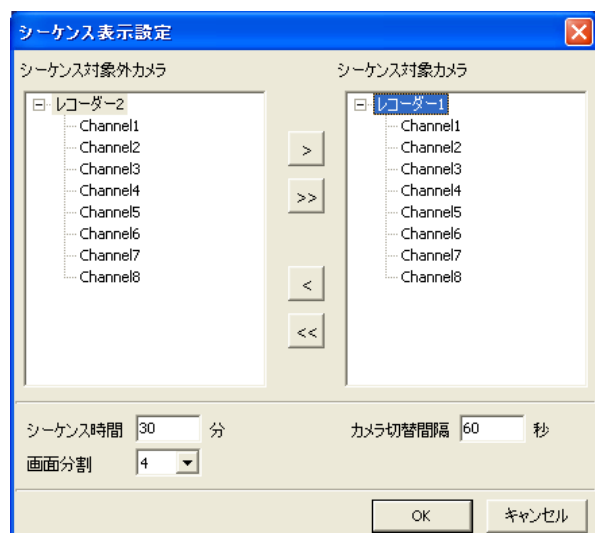 シーケンス表示設定
シーケンス対象外カメラ
シーケンス対象カメラ
レコーダー2
Channel1
Channel2
Channel3
Channel4
Channel5
Channel6
Channel7
Channel8
>
>>
<
<<
レコーダー1
Channel1
Channel2
Channel3
Channel4
Channel5
Channel6
Channel7
Channel8
シーケンス時間 30 分
カメラ切替間隔 60 秒
画面分割 4
OK
キャンセル